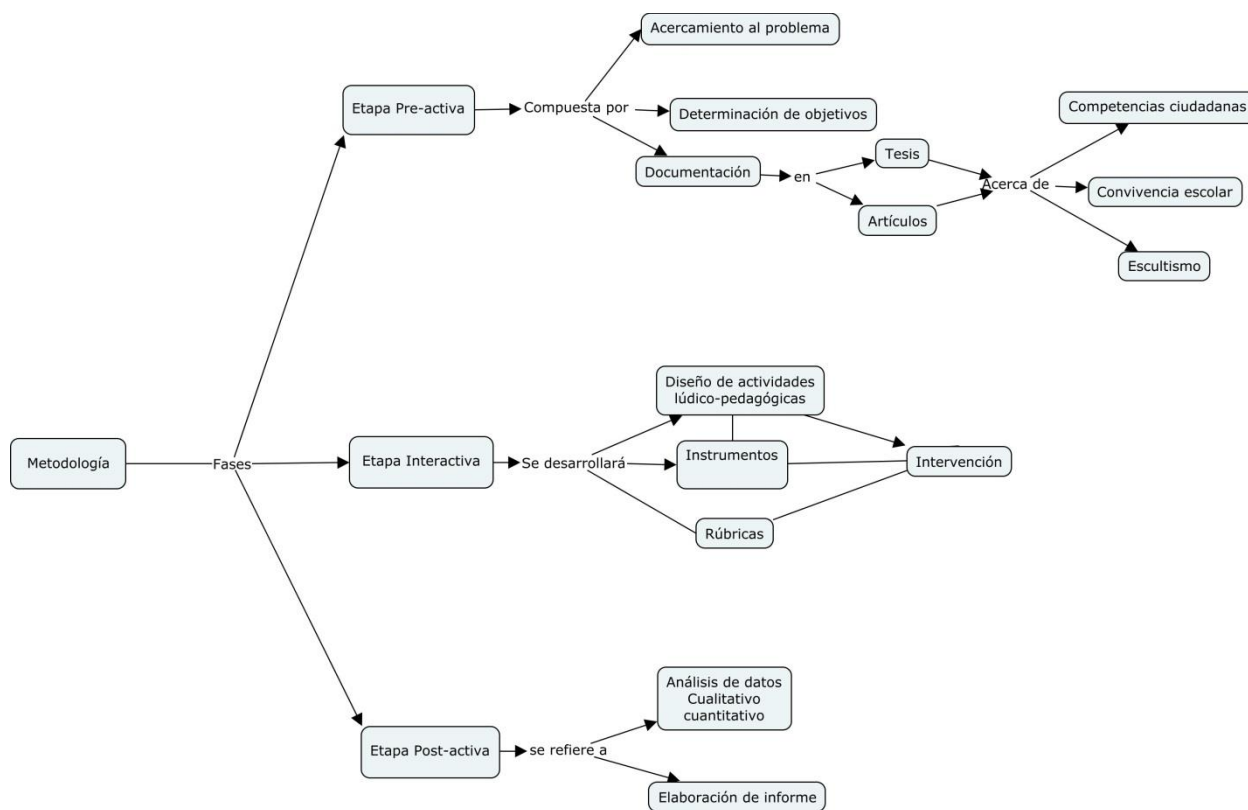 Acercamiento al problema
Etapa Pre-activa
Compuesta por
Determinación de objetivos
Documentación
en
Tesis
Artículos
Acerca de
Competencias ciudadanas
Convivencia escolar
Escultismo
Metodología
Fases
Etapa Interactiva
Se desarrollará
Diseño de actividades
lúdico-pedagógicas
Instrumentos
Rúbricas
Intervención
Etapa Post-activa
se refiere a
Análisis de datos
Cualitativo
cuantitativo
Elaboración de informe